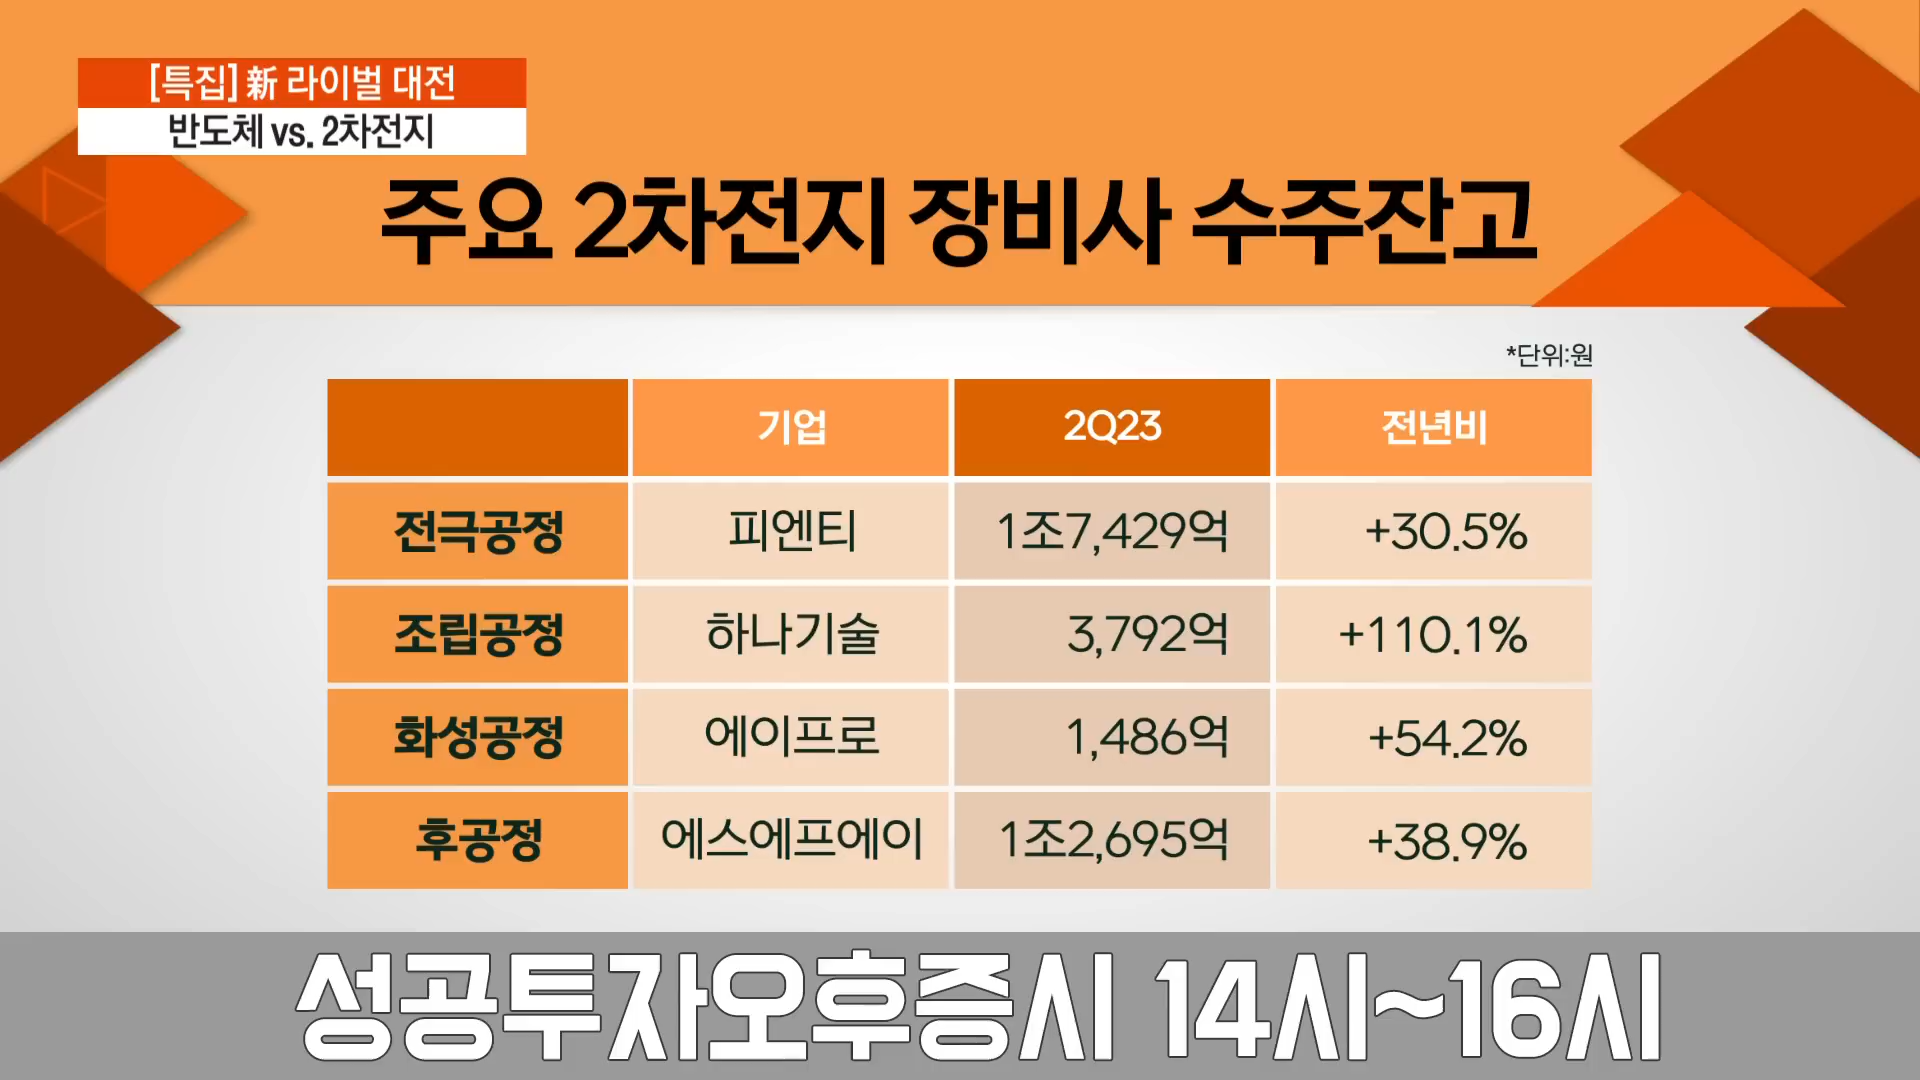 [특집] 新 라이벌 대전
반도체 vs. 2차전지
주요 2차전지 장비사 수주잔고
*단위:원
기업 2Q23 전년비
전극공정 피엔티 1조7,429억 +30.5%
조립공정 하나기술 3,792억 +110.1%
화성공정 에이프로 1,486억 +54.2%
후공정 에스에프에이 1조2,695억 +38.9%
성공투자오후증시 14시~16시